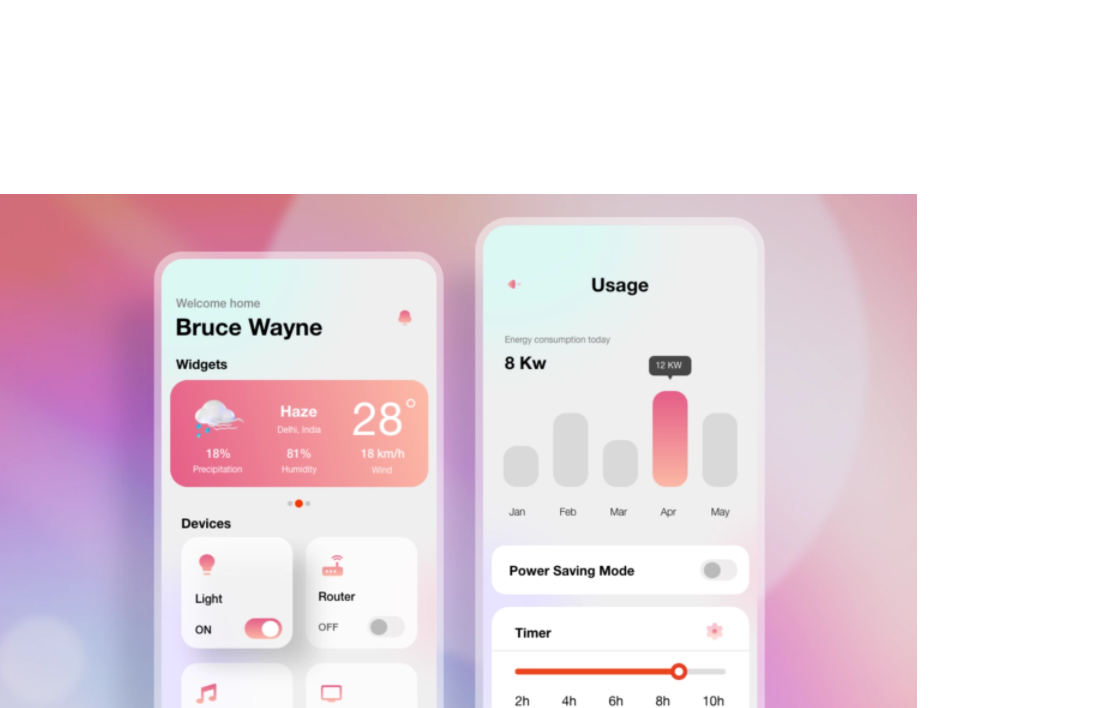 Welcome home
Bruce Wayne
Widgets
Haze
Delhi, India
28°
18% 81% 18 km/h
Precipitation Humidity Wind
Devices
Light
ON
Router
OFF
Usage
Energy consumption today
8 Kw
12 KW
Jan Feb Mar Apr May
Power Saving Mode
Timer
2h 4h 6h 8h 10h